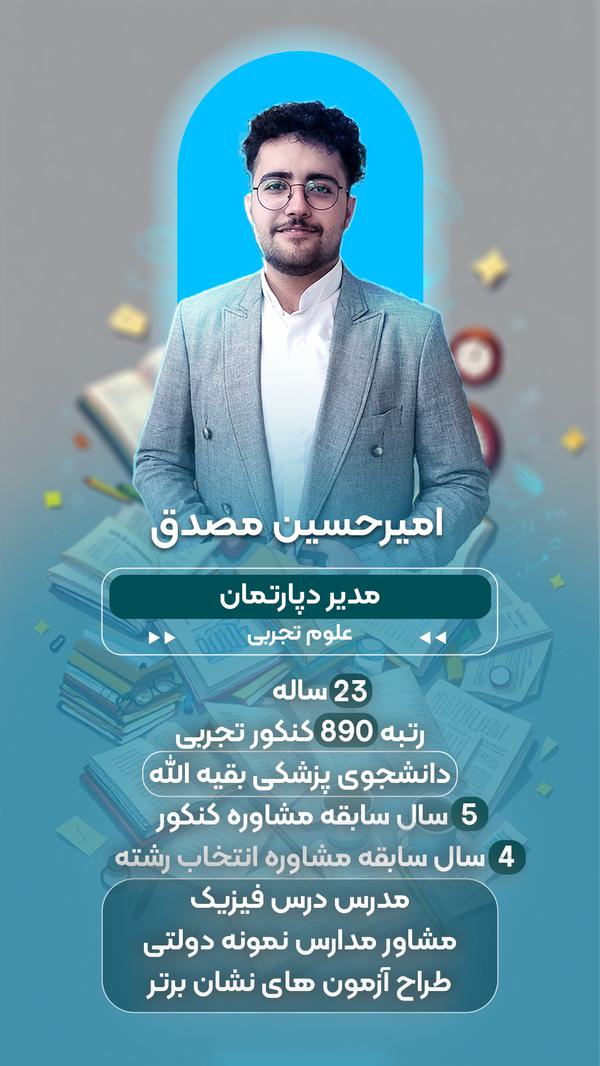 امیرحسین مصدق
مدیر دپارتمان
علوم تجربی
23 ساله
رتبه 890 کنکور تجربی
دانشجوی پزشکی بقیه الله
5 سال سابقه مشاوره کنکور
4 سال سابقه مشاوره انتخاب رشته
مدرس درس فیزیک
مشاور مدارس نمونه دولتی
طراح آزمون های نشان برتر